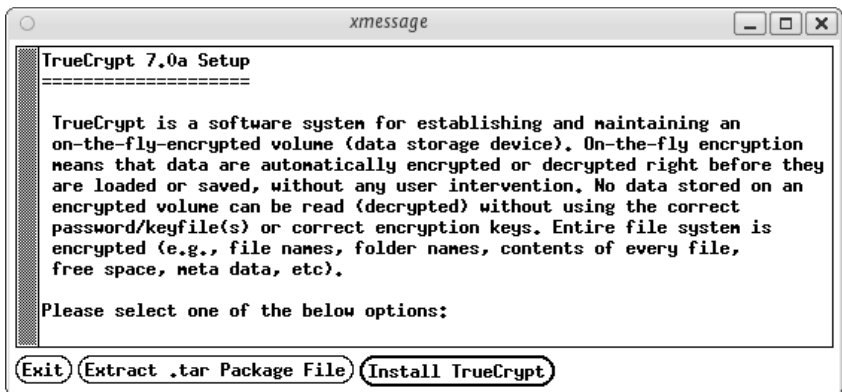 xmessage
TrueCrypt 7.0a Setup
====================
TrueCrypt is a software system for establishing and maintaining an
on-the-fly-encrypted volume (data storage device). On-the-fly encryption
means that data are automatically encrypted or decrypted right before they
are loaded or saved, without any user intervention. No data stored on an
encrypted volume can be read (decrypted) without using the correct
password/keyfile(s) or correct encryption keys. Entire file system is
encrypted (e.g., file names, folder names, contents of every file,
free space, meta data, etc).
Please select one of the below options:
Exit Extract .tar Package File Install TrueCrypt